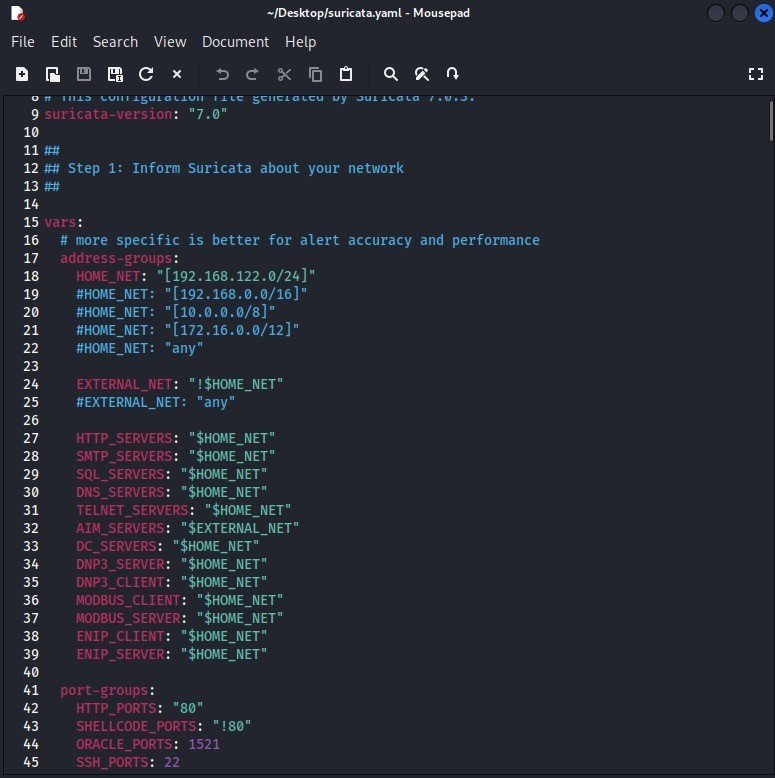 ~/Desktop/suricata.yaml - Mousepad
File Edit Search View Document Help
8 # This configuration file generated by Suricata 7.0.3.
9 suricata-version: "7.0"
10
11 ##
12 ## Step 1: Inform Suricata about your network
13 ##
14
15 vars:
16   # more specific is better for alert accuracy and performance
17   address-groups:
18     HOME_NET: "[192.168.122.0/24]"
19     #HOME_NET: "[192.168.0.0/16]"
20     #HOME_NET: "[10.0.0.0/8]"
21     #HOME_NET: "[172.16.0.0/12]"
22     #HOME_NET: "any"
23
24     EXTERNAL_NET: "!$HOME_NET"
25     #EXTERNAL_NET: "any"
26
27     HTTP_SERVERS: "$HOME_NET"
28     SMTP_SERVERS: "$HOME_NET"
29     SQL_SERVERS: "$HOME_NET"
30     DNS_SERVERS: "$HOME_NET"
31     TELNET_SERVERS: "$HOME_NET"
32     AIM_SERVERS: "$EXTERNAL_NET"
33     DC_SERVERS: "$HOME_NET"
34     DNP3_SERVER: "$HOME_NET"
35     DNP3_CLIENT: "$HOME_NET"
36     MODBUS_CLIENT: "$HOME_NET"
37     MODBUS_SERVER: "$HOME_NET"
38     ENIP_CLIENT: "$HOME_NET"
39     ENIP_SERVER: "$HOME_NET"
40
41   port-groups:
42     HTTP_PORTS: "80"
43     SHELLCODE_PORTS: "!80"
44     ORACLE_PORTS: 1521
45     SSH_PORTS: 22